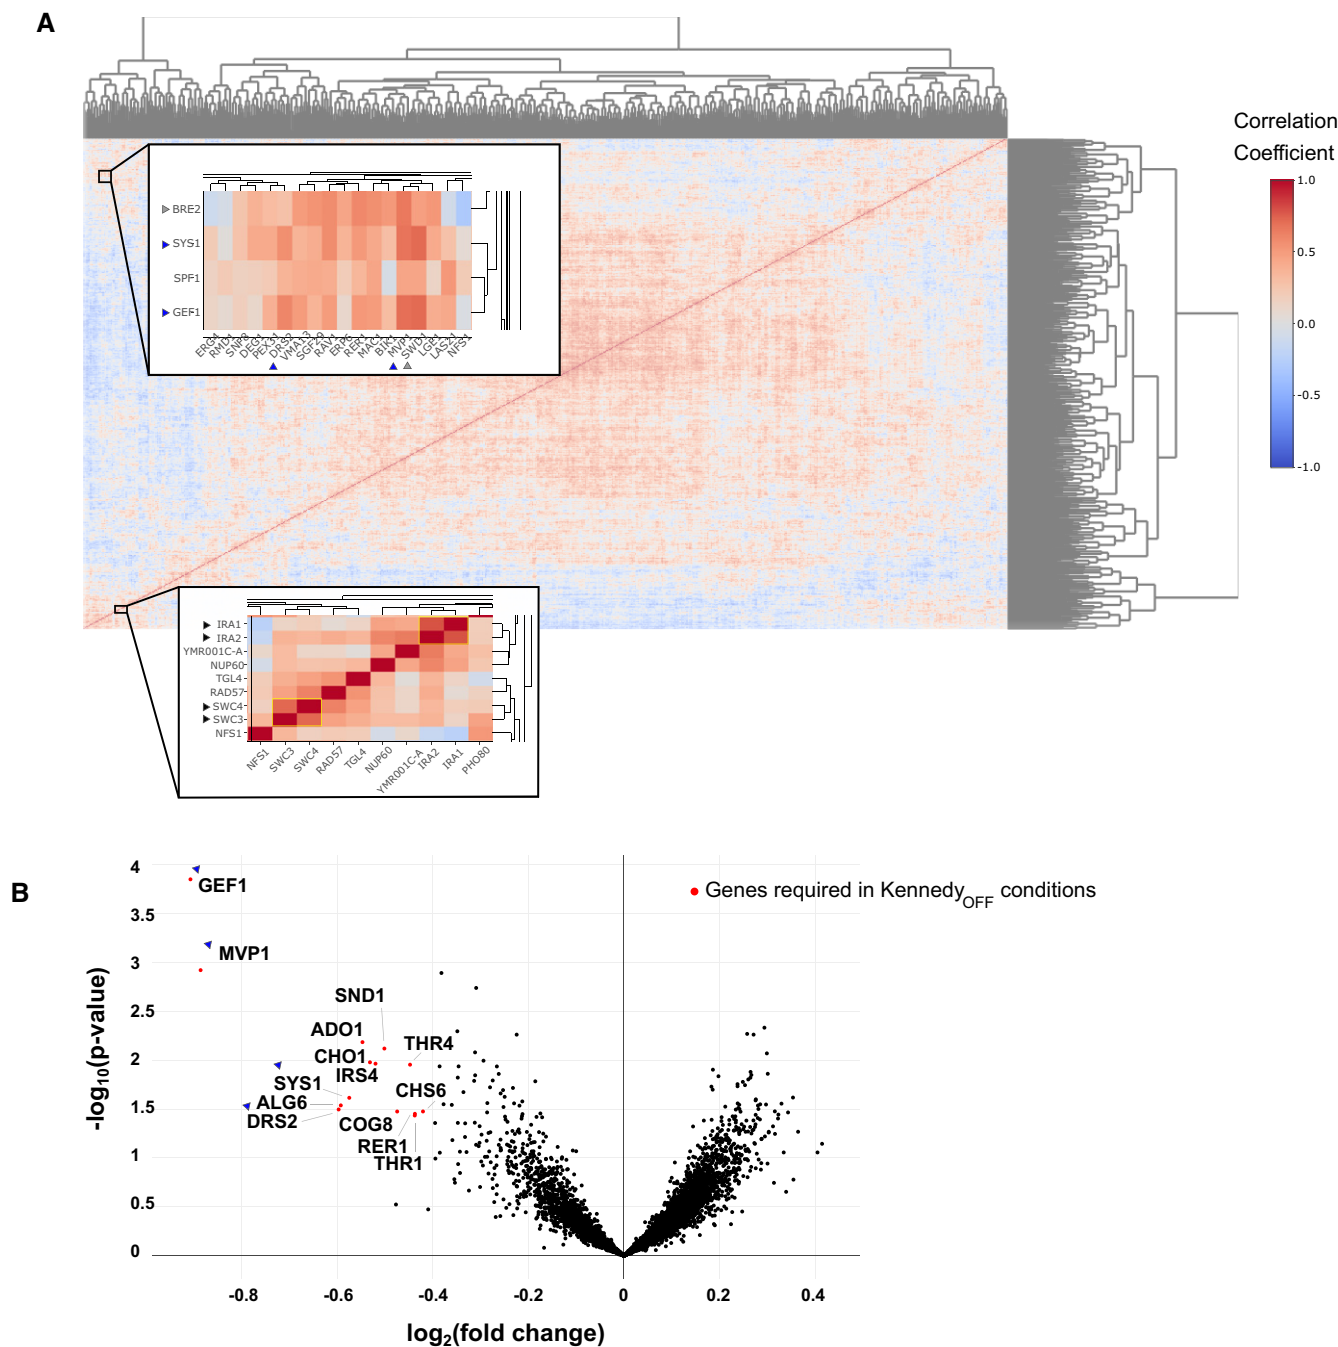 A
Correlation
Coefficient
1.0
0.5
0.0
-0.5
-1.0
BRE2
SYS1
SPF1
GEF1
ERG4
RMD1
SNP8
DEG1
PEX31
DRS2
VMA13
SGF29
RAV1
ERP6
RER1
MAC1
BIK1
MVP1
SWD1
LGE1
LAS21
NFS1
IRA1
IRA2
YMR001C-A
NUP60
TGL4
RAD57
SWC4
SWC3
NFS1
NFS1
SWC3
SWC4
RAD57
TGL4
NUP60
YMR001C-A
IRA2
IRA1
PHO80
B
Genes required in Kennedy OFF conditions
-log10(p-value)
4
3.5
3
2.5
2
1.5
1
0.5
0
GEF1
MVP1
SND1
ADO1
THR4
CHO1
IRS4
SYS1
CHS6
ALG6
DRS2
COG8
RER1
THR1
-0.8
-0.6
-0.4
-0.2
0
0.2
0.4
log2(fold change)